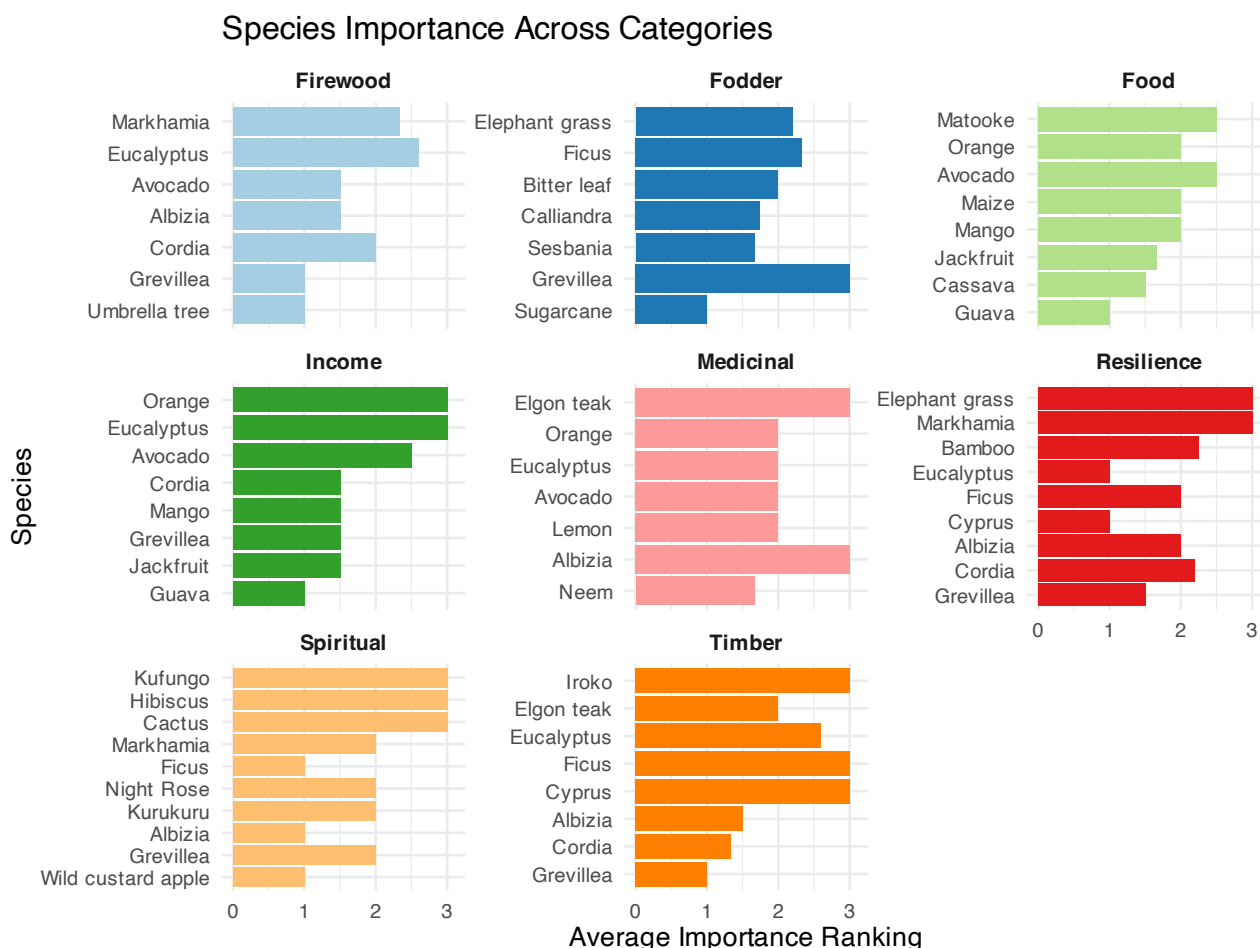 Species Importance Across Categories
Firewood
Markhamia
Eucalyptus
Avocado
Albizia
Cordia
Grevillea
Umbrella tree
Fodder
Elephant grass
Ficus
Bitter leaf
Calliandra
Sesbania
Grevillea
Sugarcane
Food
Matooke
Orange
Avocado
Maize
Mango
Jackfruit
Cassava
Guava
Income
Orange
Eucalyptus
Avocado
Cordia
Mango
Grevillea
Jackfruit
Guava
Medicinal
Elgon teak
Orange
Eucalyptus
Avocado
Lemon
Albizia
Neem
Resilience
Elephant grass
Markhamia
Bamboo
Eucalyptus
Ficus
Cyprus
Albizia
Cordia
Grevillea
0 1 2 3
Spiritual
Kufungo
Hibiscus
Cactus
Markhamia
Ficus
Night Rose
Kurukuru
Albizia
Grevillea
Wild custard apple
0 1 2 3
Timber
Iroko
Elgon teak
Eucalyptus
Ficus
Cyprus
Albizia
Cordia
Grevillea
0 1 2 3
Species
Average Importance Ranking